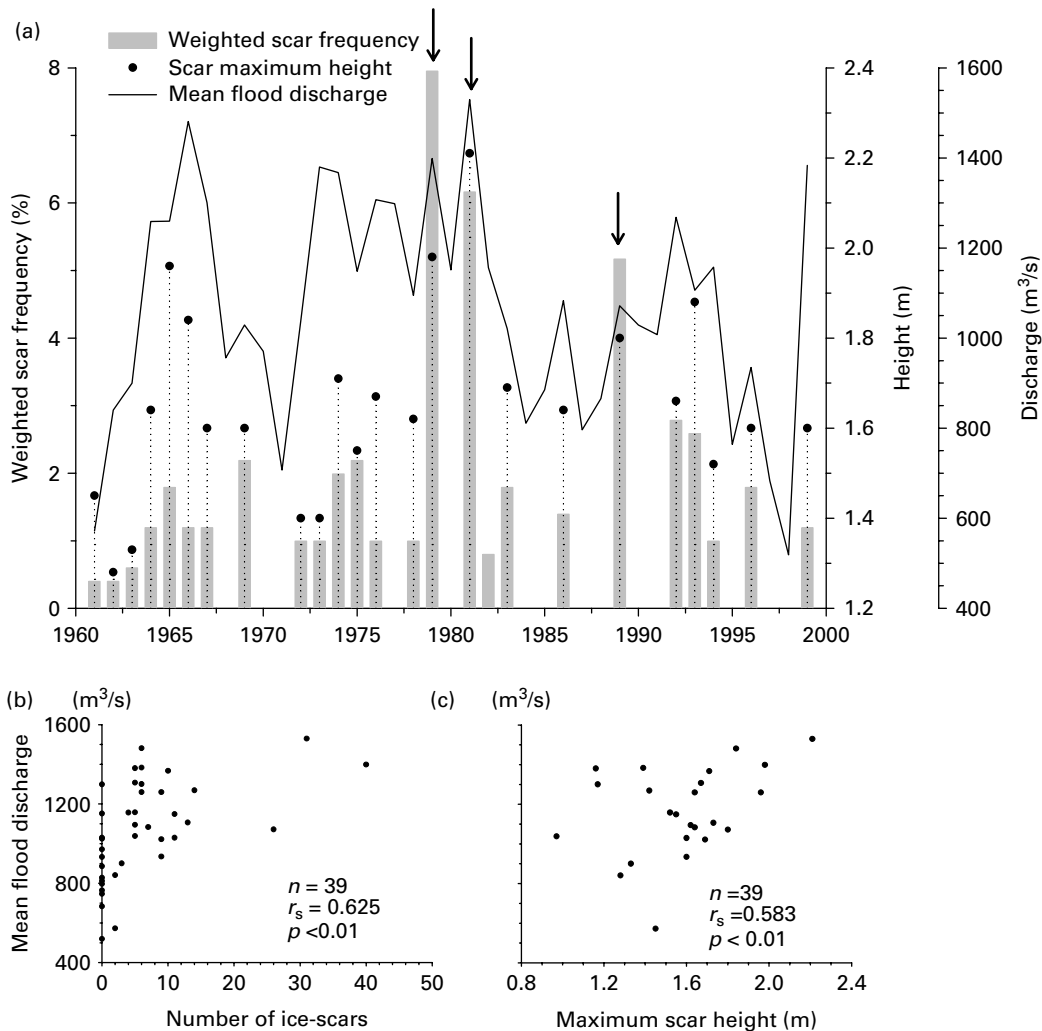 (a)
Weighted scar frequency
Scar maximum height
Mean flood discharge
Weighted scar frequency (%)
8
6
4
2
0
2.4
2.2
2.0
1.8
1.6
1.4
1.2
Height (m)
1600
1400
1200
1000
800
600
400
Discharge (m³/s)
1960 1965 1970 1975 1980 1985 1990 1995 2000
(b) (m³/s)
Mean flood discharge
1600
1200
800
400
n = 39
rₛ = 0.625
p <0.01
0 10 20 30 40 50
Number of ice-scars
(c) (m³/s)
n =39
rₛ =0.583
p < 0.01
0.8 1.2 1.6 2.0 2.4
Maximum scar height (m)